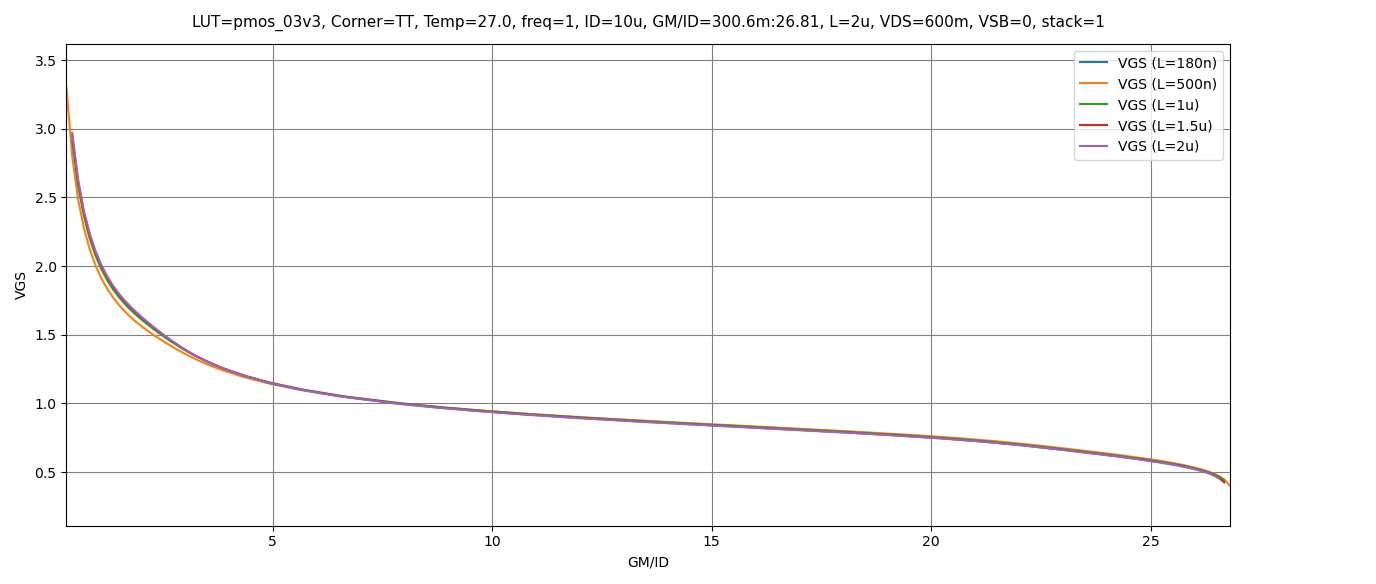 LUT=pmos_03v3, Corner=TT, Temp=27.0, freq=1, ID=10u, GM/ID=300.6m:26.81, L=2u, VDS=600m, VSB=0, stack=1
3.5
3.0
2.5
2.0
1.5
1.0
0.5
VGS
VGS (L=180n)
VGS (L=500n)
VGS (L=1u)
VGS (L=1.5u)
VGS (L=2u)
5
10
15
20
25
GM/ID